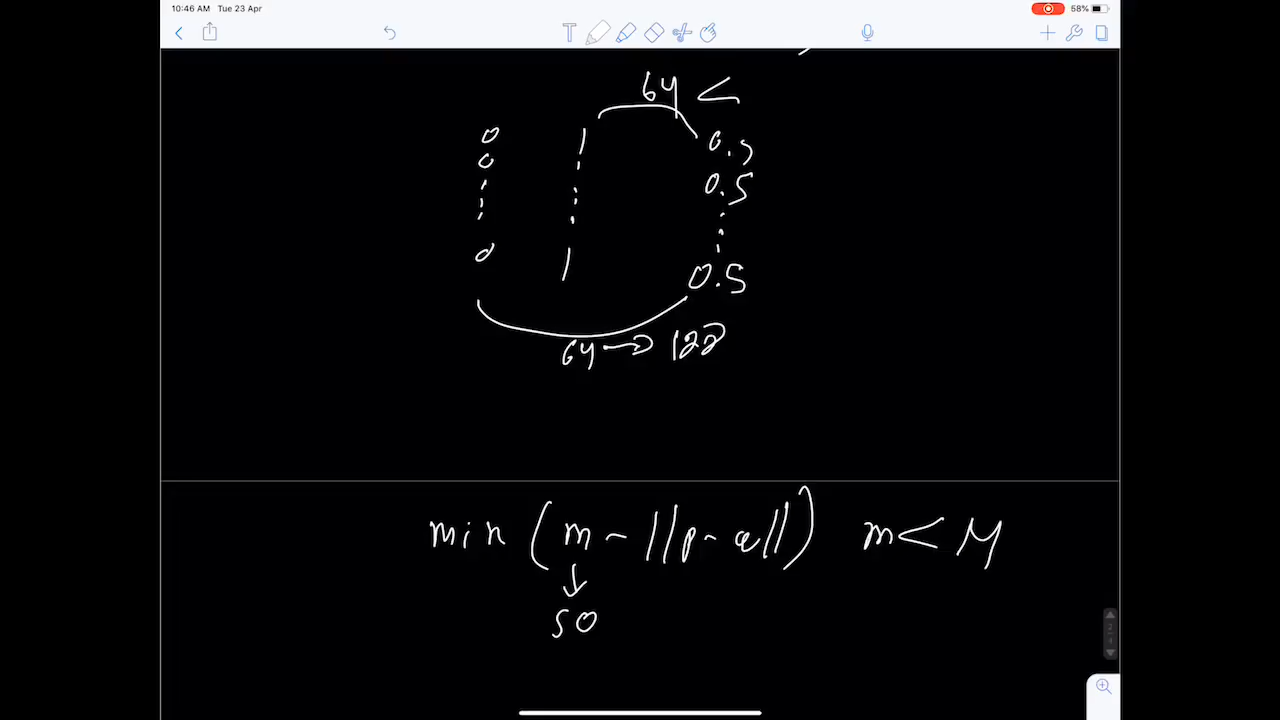 10:46 AM Tue 23 Apr
58%
64 <
0 1 0.5
0 0.5
0 1 0.5
64 → 128
min (m - ||p - q||) m < M
↓
50